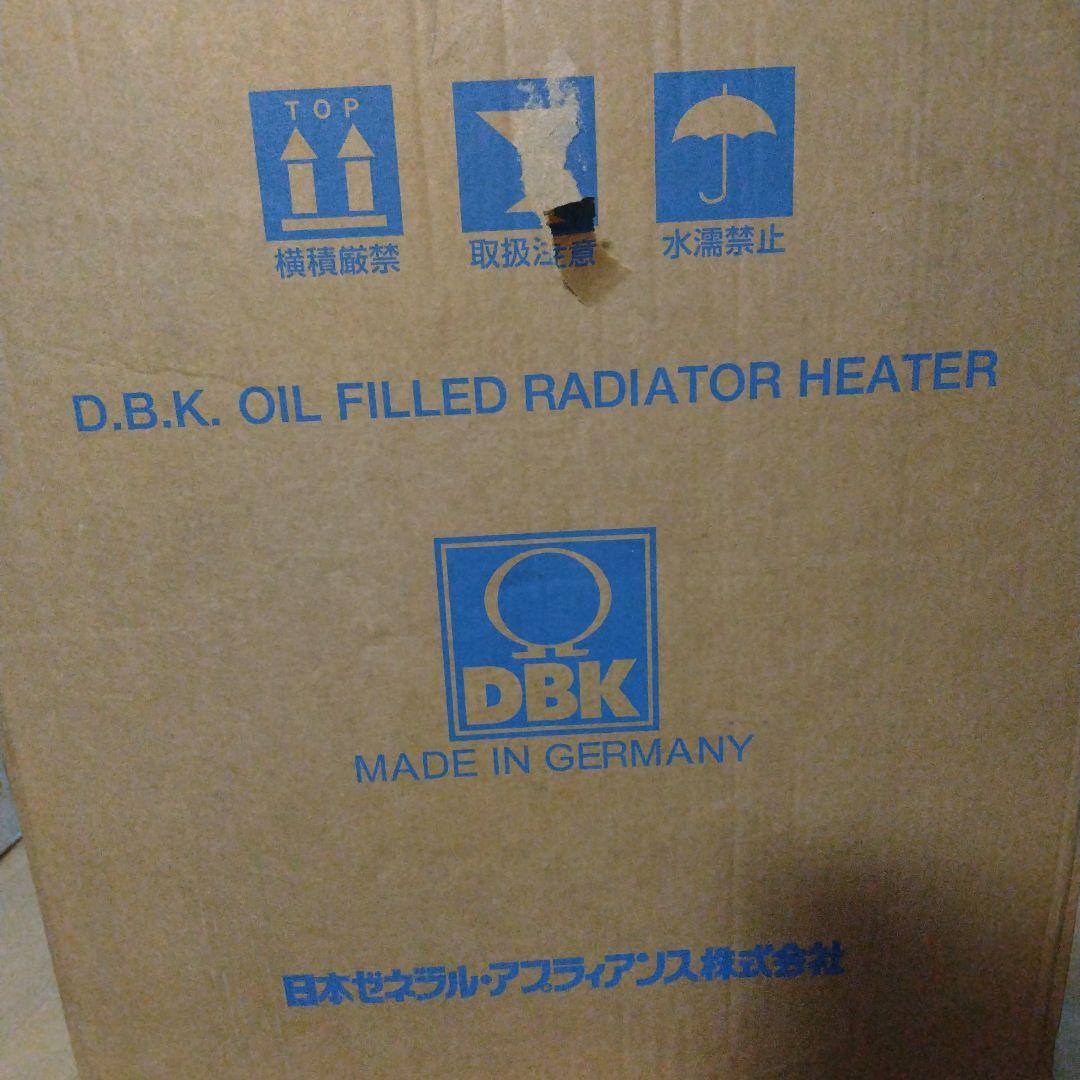 TOP
横積厳禁 取扱注意 水濡禁止
D.B.K. OIL FILLED RADIATOR HEATER
DBK
MADE IN GERMANY
日本ゼネラル・アプライアンス株式会社